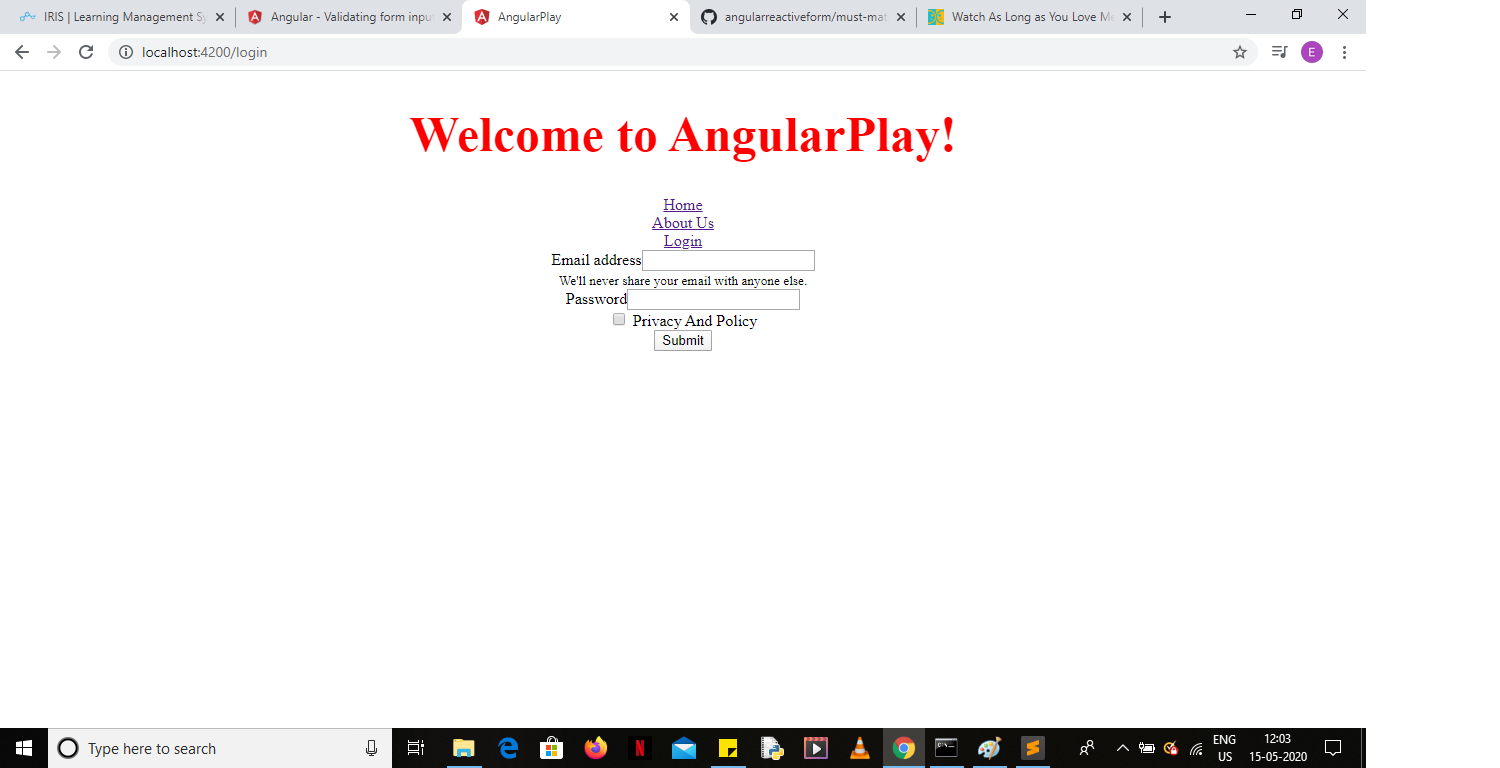 IRIS | Learning Management Sy
Angular - Validating form input
AngularPlay
angularreactiveform/must-mat
Watch As Long as You Love Me
localhost:4200/login
E
Welcome to AngularPlay!
Home
About Us
Login
Email address
We'll never share your email with anyone else.
Password
Privacy And Policy
Submit
Type here to search
N
ENG
US
12:03
15-05-2020